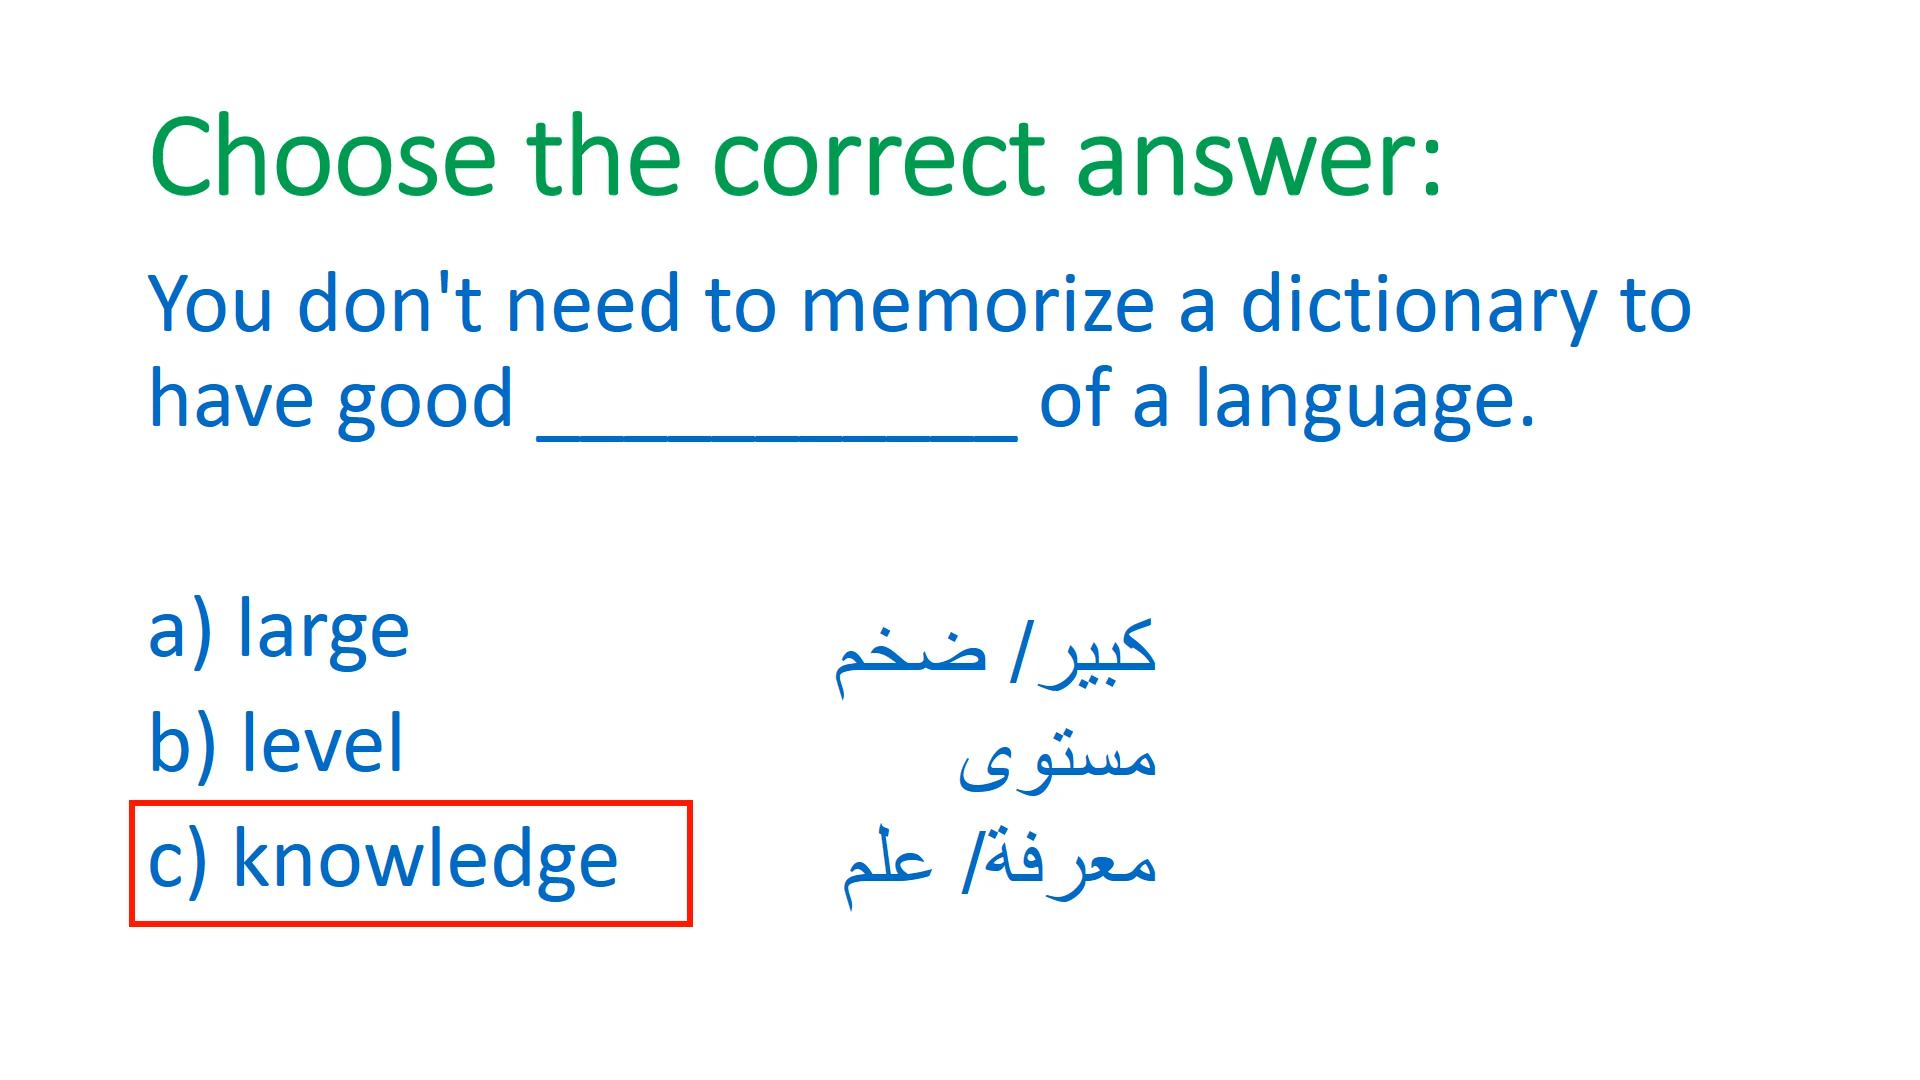 Choose the correct answer:
You don't need to memorize a dictionary to
have good ___________ of a language.
a) large
كبير/ ضخم
b) level
مستوى
c) knowledge
معرفة/ علم